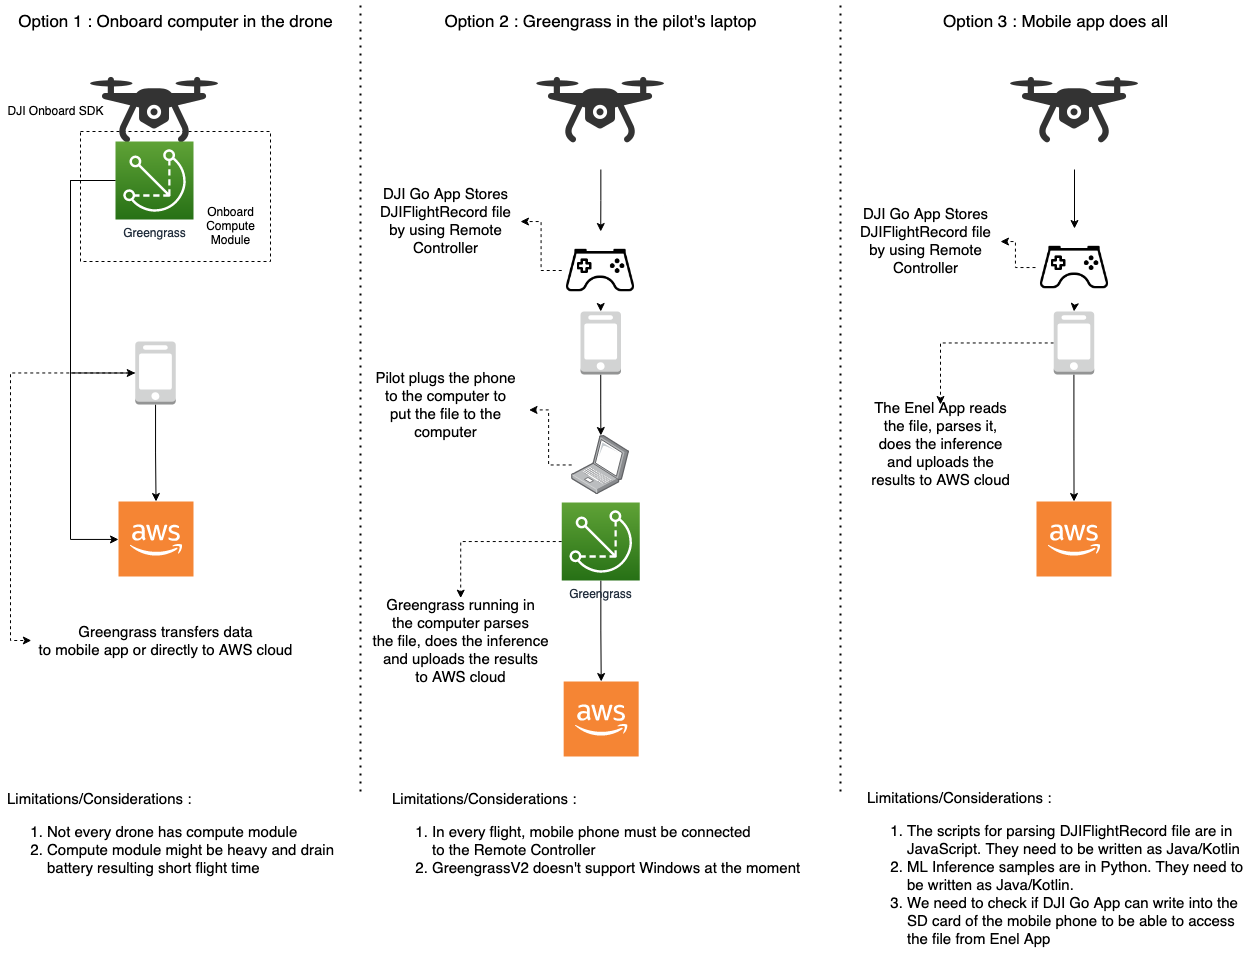 Option 1 : Onboard computer in the drone
DJI Onboard SDK
Greengrass
Onboard
Compute
Module
aws
Greengrass transfers data
to mobile app or directly to AWS cloud
Limitations/Considerations :
1. Not every drone has compute module
2. Compute module might be heavy and drain
battery resulting short flight time
Option 2 : Greengrass in the pilot's laptop
DJI Go App Stores
DJIFlightRecord file
by using Remote
Controller
Pilot plugs the phone
to the computer to
put the file to the
computer
Greengrass
Greengrass running in
the computer parses
the file, does the inference
and uploads the results
to AWS cloud
aws
Limitations/Considerations :
1. In every flight, mobile phone must be connected
to the Remote Controller
2. GreengrassV2 doesn't support Windows at the moment
Option 3 : Mobile app does all
DJI Go App Stores
DJIFlightRecord file
by using Remote
Controller
The Enel App reads
the file, parses it,
does the inference
and uploads the
results to AWS cloud
aws
Limitations/Considerations :
1. The scripts for parsing DJIFlightRecord file are in
JavaScript. They need to be written as Java/Kotlin
2. ML Inference samples are in Python. They need to
be written as Java/Kotlin.
3. We need to check if DJI Go App can write into the
SD card of the mobile phone to be able to access
the file from Enel App